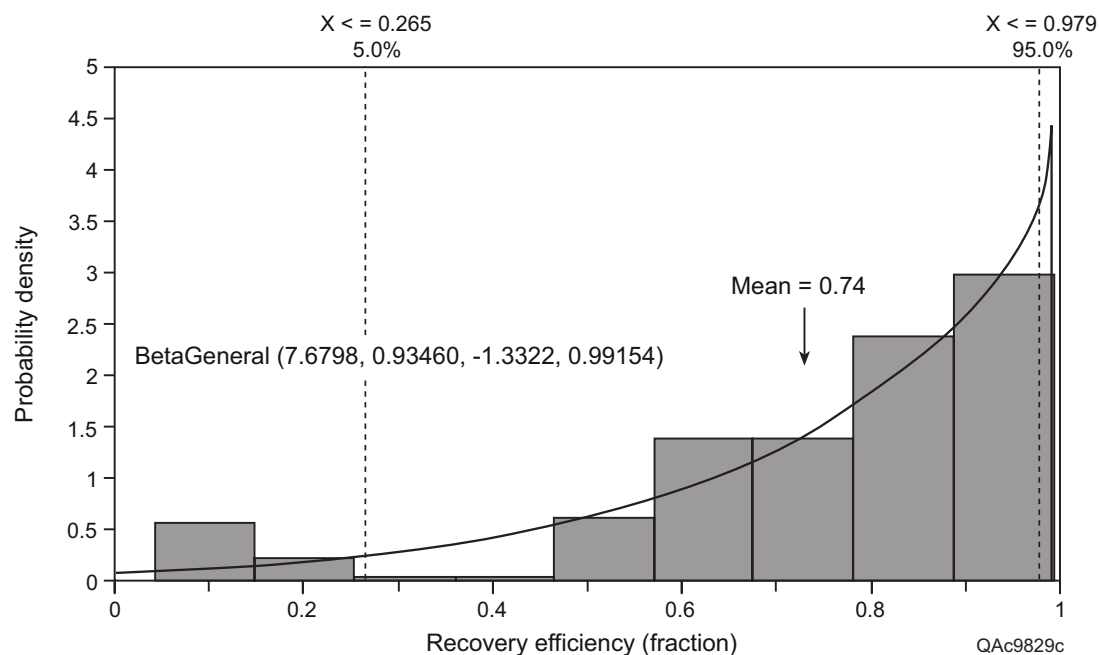 X < = 0.265
5.0%
X < = 0.979
95.0%
5
4.5
4
3.5
3
2.5
2
1.5
1
0.5
0
Probability density
Mean = 0.74
BetaGeneral (7.6798, 0.93460, -1.3322, 0.99154)
0 0.2 0.4 0.6 0.8 1
Recovery efficiency (fraction)
QAc9829c